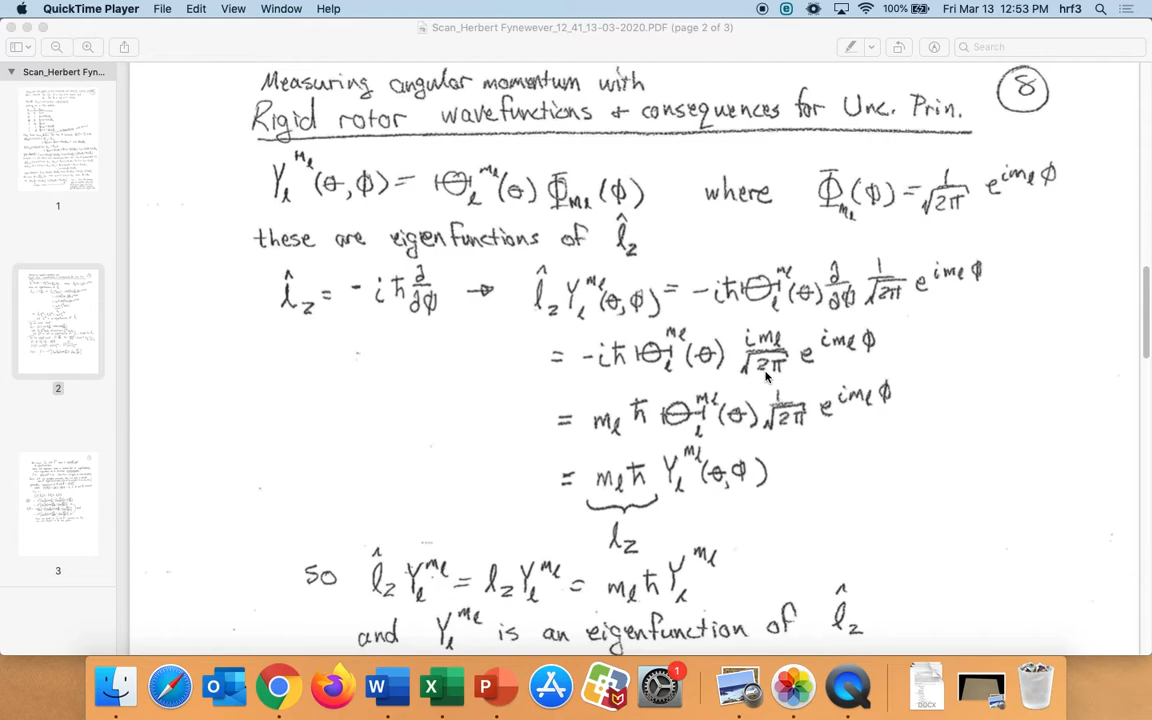 QuickTime Player File Edit View Window Help 100% Fri Mar 13 12:53 PM hrf3
Scan_Herbert Fynewever_12_41_13-03-2020.PDF (page 2 of 3)
Search
Scan_Herbert Fyn...
1
2
3
Measuring angular momentum with
Rigid rotor wavefunctions + consequences for Unc. Prin.
8
Y_l^{m_l}(θ,φ) = Θ_l^{m_l}(θ) Φ_{m_l}(φ) where Φ_{m_l}(φ) = 1/√2π e^{im_lφ}
these are eigenfunctions of l̂_z
l̂_z = -iħ ∂/∂φ → l̂_z Y_l^{m_l}(θ,φ) = -iħ Θ_l^{m_l}(θ) ∂/∂φ 1/√2π e^{im_lφ}
= -iħ Θ_l^{m_l}(θ) im_l/√2π e^{im_lφ}
= m_l ħ Θ_l^{m_l}(θ) 1/√2π e^{im_lφ}
= m_l ħ Y_l^{m_l}(θ,φ)
l_z
so l̂_z Y_l^{m_l} = l_z Y_l^{m_l} = m_l ħ Y_l^{m_l}
and Y_l^{m_l} is an eigenfunction of l̂_z
W X P 1
DOCX